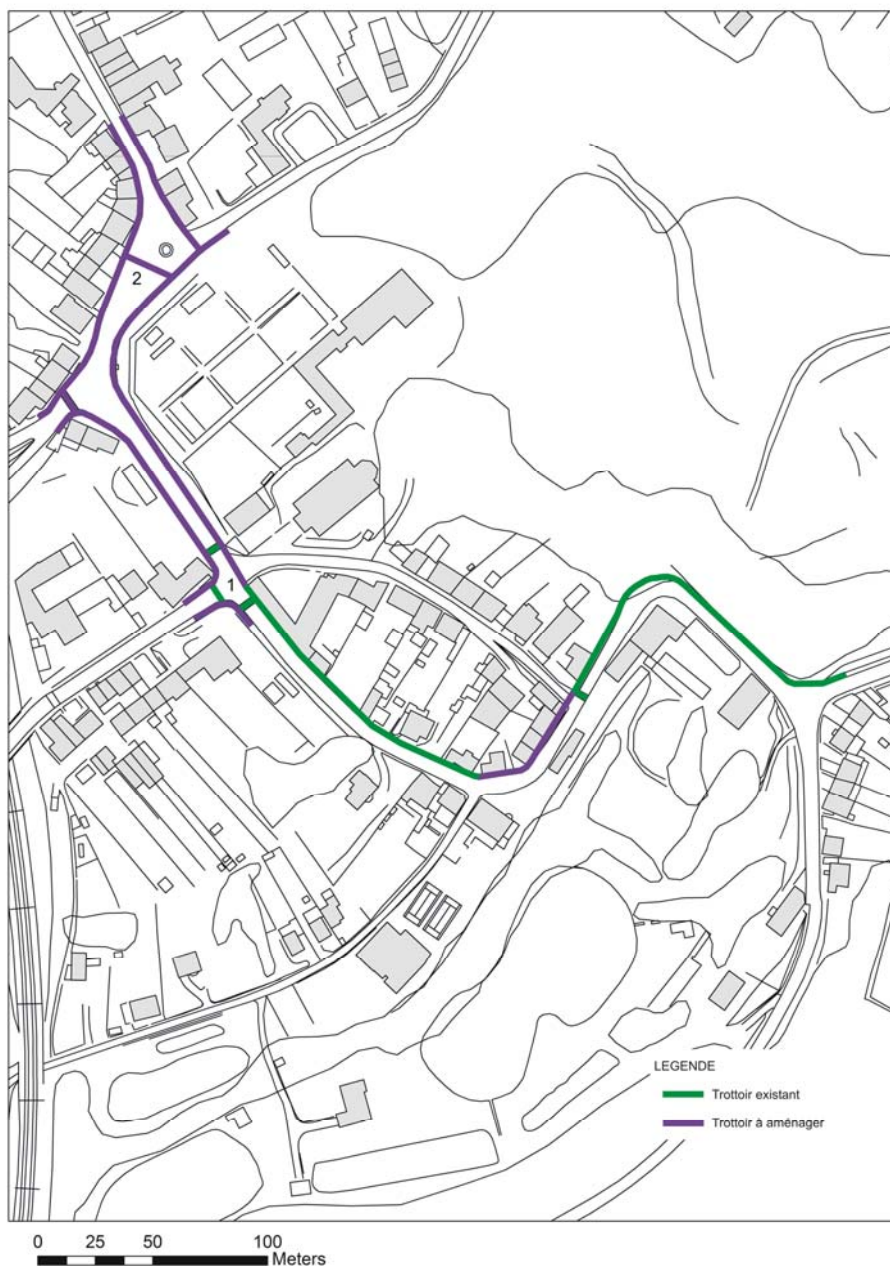 2
1
LEGENDE
Trottoir existant
Trottoir à aménager
0 25 50 100
Meters